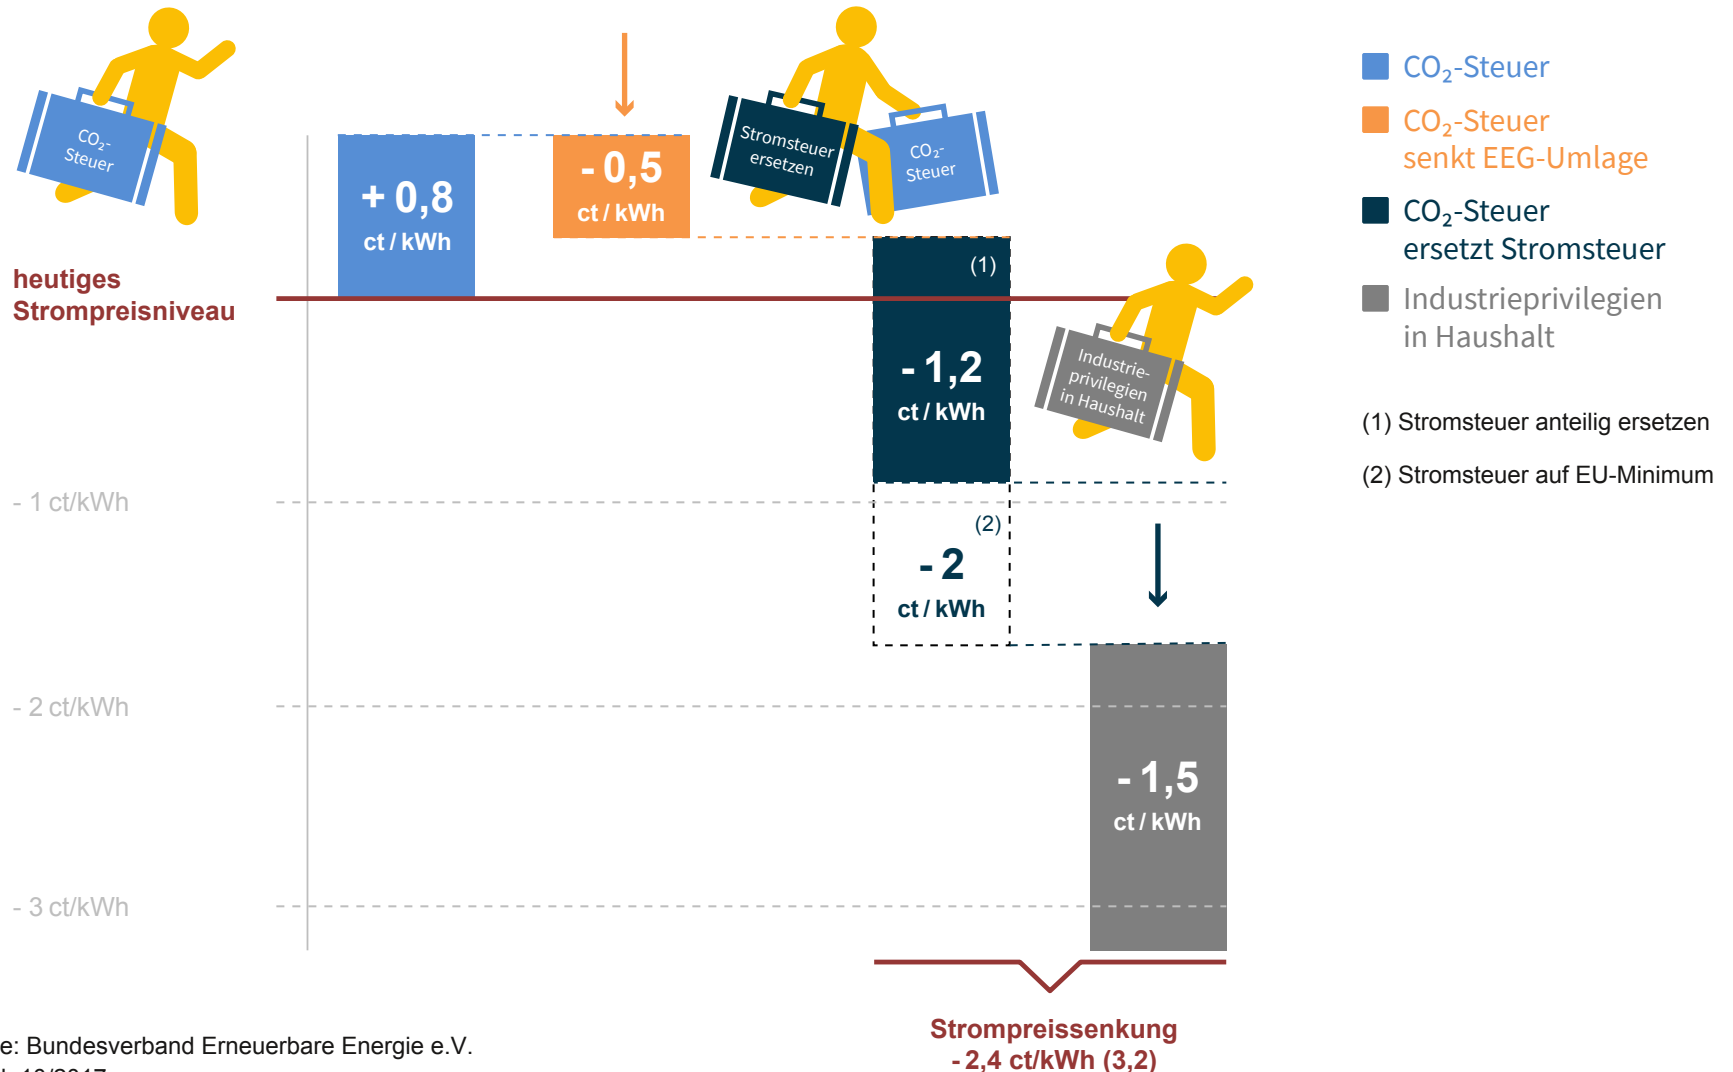 CO₂-
Steuer
+ 0,8
ct / kWh
- 0,5
ct / kWh
Stromsteuer
ersetzen
CO₂-
Steuer
CO₂-Steuer
CO₂-Steuer
senkt EEG-Umlage
CO₂-Steuer
ersetzt Stromsteuer
Industrieprivilegien
in Haushalt
(1) Stromsteuer anteilig ersetzen
(2) Stromsteuer auf EU-Minimum
heutiges
Strompreisniveau
(1)
- 1,2
ct / kWh
Industrie-
privilegien
in Haushalt
- 1 ct/kWh
(2)
- 2
ct / kWh
- 2 ct/kWh
- 1,5
ct / kWh
- 3 ct/kWh
Strompreissenkung
- 2,4 ct/kWh (3,2)
e: Bundesverband Erneuerbare Energie e.V.
10/2017